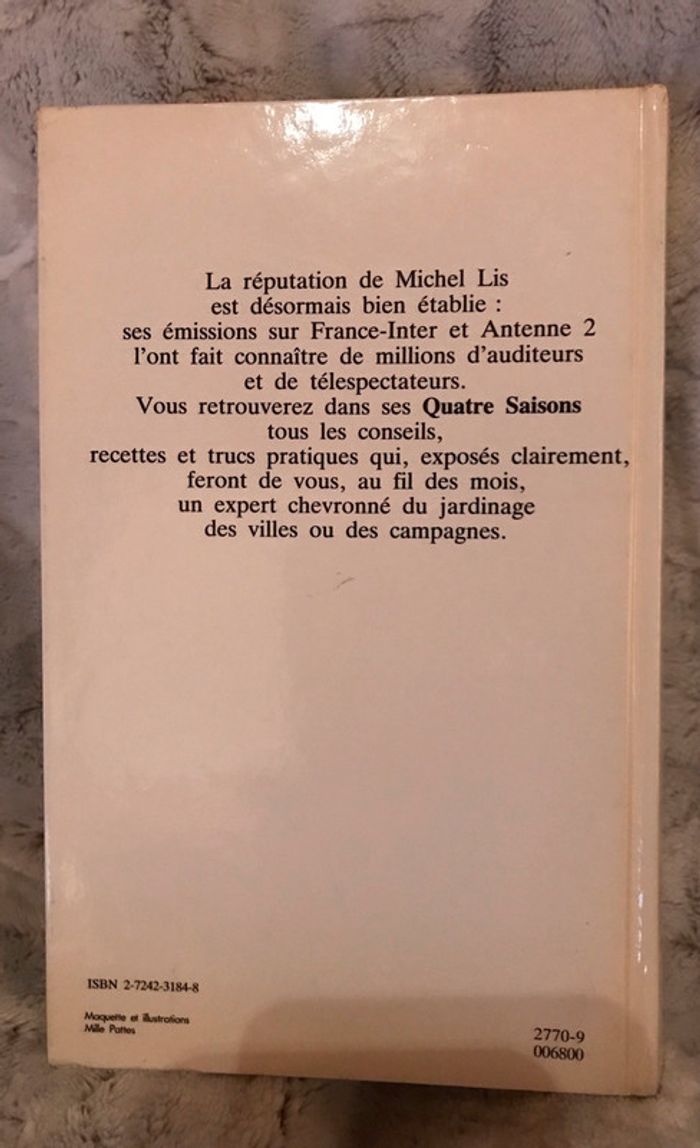 La réputation de Michel Lis
est désormais bien établie :
ses émissions sur France-Inter et Antenne 2
l'ont fait connaître de millions d'auditeurs
et de télespectateurs.
Vous retrouverez dans ses Quatre Saisons
tous les conseils,
recettes et trucs pratiques qui, exposés clairement,
feront de vous, au fil des mois,
un expert chevronné du jardinage
des villes ou des campagnes.
ISBN 2-7242-3184-8
Maquette et illustrations
Mille Pattes
2770-9
006800